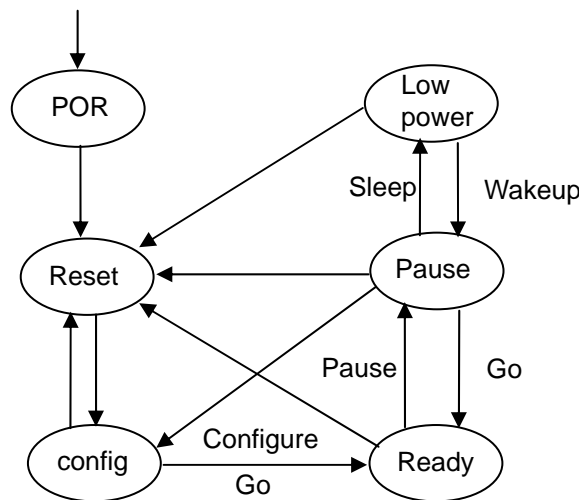 POR
Low
power
Sleep
Wakeup
Reset
Pause
Pause
Go
Configure
config
Ready
Go